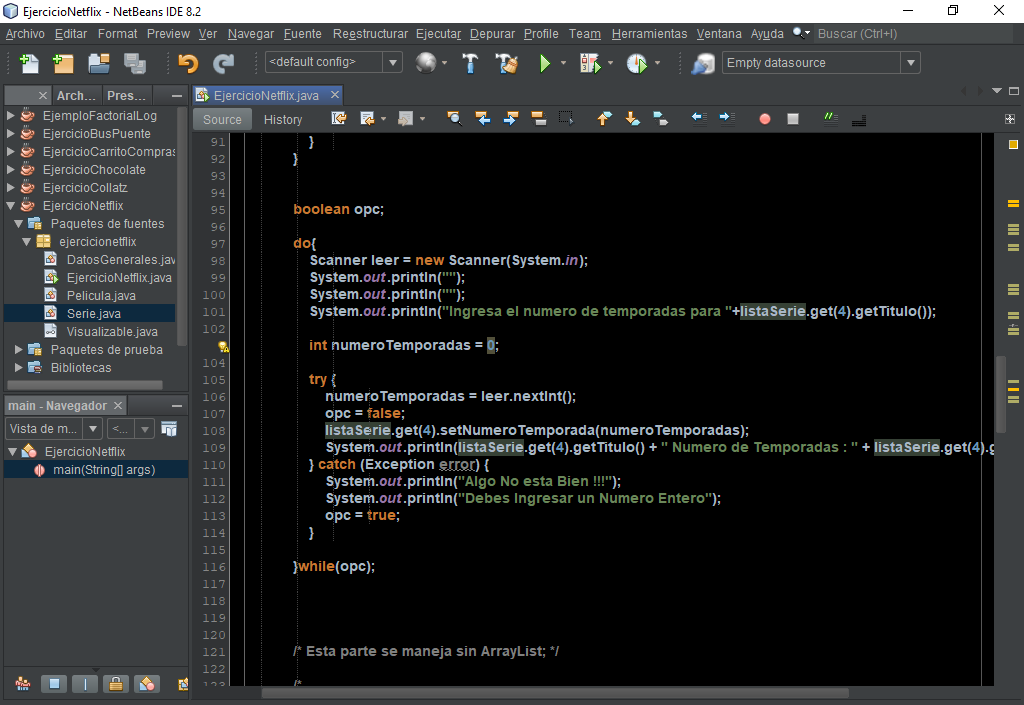 EjercicioNetflix - NetBeans IDE 8.2
Archivo Editar Format Preview Ver Navegar Fuente Refactorizar Ejecutar Depurar Profile Team Herramientas Ventana Ayuda Buscar (Ctrl+I)
<default config> Empty datasource
Arch... Pres...
EjercicioNetflix.java
Source History
EjemploFactorialLog
EjercicioBusPuente
EjercicioCarritoCompras
EjercicioChocolate
EjercicioCollatz
EjercicioNetflix
Paquetes de fuentes
ejercicionetflix
DatosGenerales.jav
EjercicioNetflix.java
Pelicula.java
Serie.java
Visualizable.java
Paquetes de prueba
Bibliotecas
main - Navegador
Vista de m... <...
EjercicioNetflix
main(String[] args)
91 }
92 }
93
94
95 boolean opc;
96
97 do{
98 Scanner leer = new Scanner(System.in);
99 System.out.println("");
100 System.out.println("");
101 System.out.println("Ingresa el numero de temporadas para "+listaSerie.get(4).getTitulo());
102
int numeroTemporadas = 0;
104
105 try {
106 numeroTemporadas = leer.nextInt();
107 opc = false;
108 listaSerie.get(4).setNumeroTemporada(numeroTemporadas);
109 System.out.println(listaSerie.get(4).getTitulo() + " Numero de Temporadas : " + listaSerie.get(4).g
110 } catch (Exception error) {
111 System.out.println("Algo No esta Bien !!!");
112 System.out.println("Debes Ingresar un Numero Entero");
113 opc = true;
114 }
115
116 }while(opc);
117
118
119
120
121 /* Esta parte se maneja sin ArrayList; */
122
123 /*